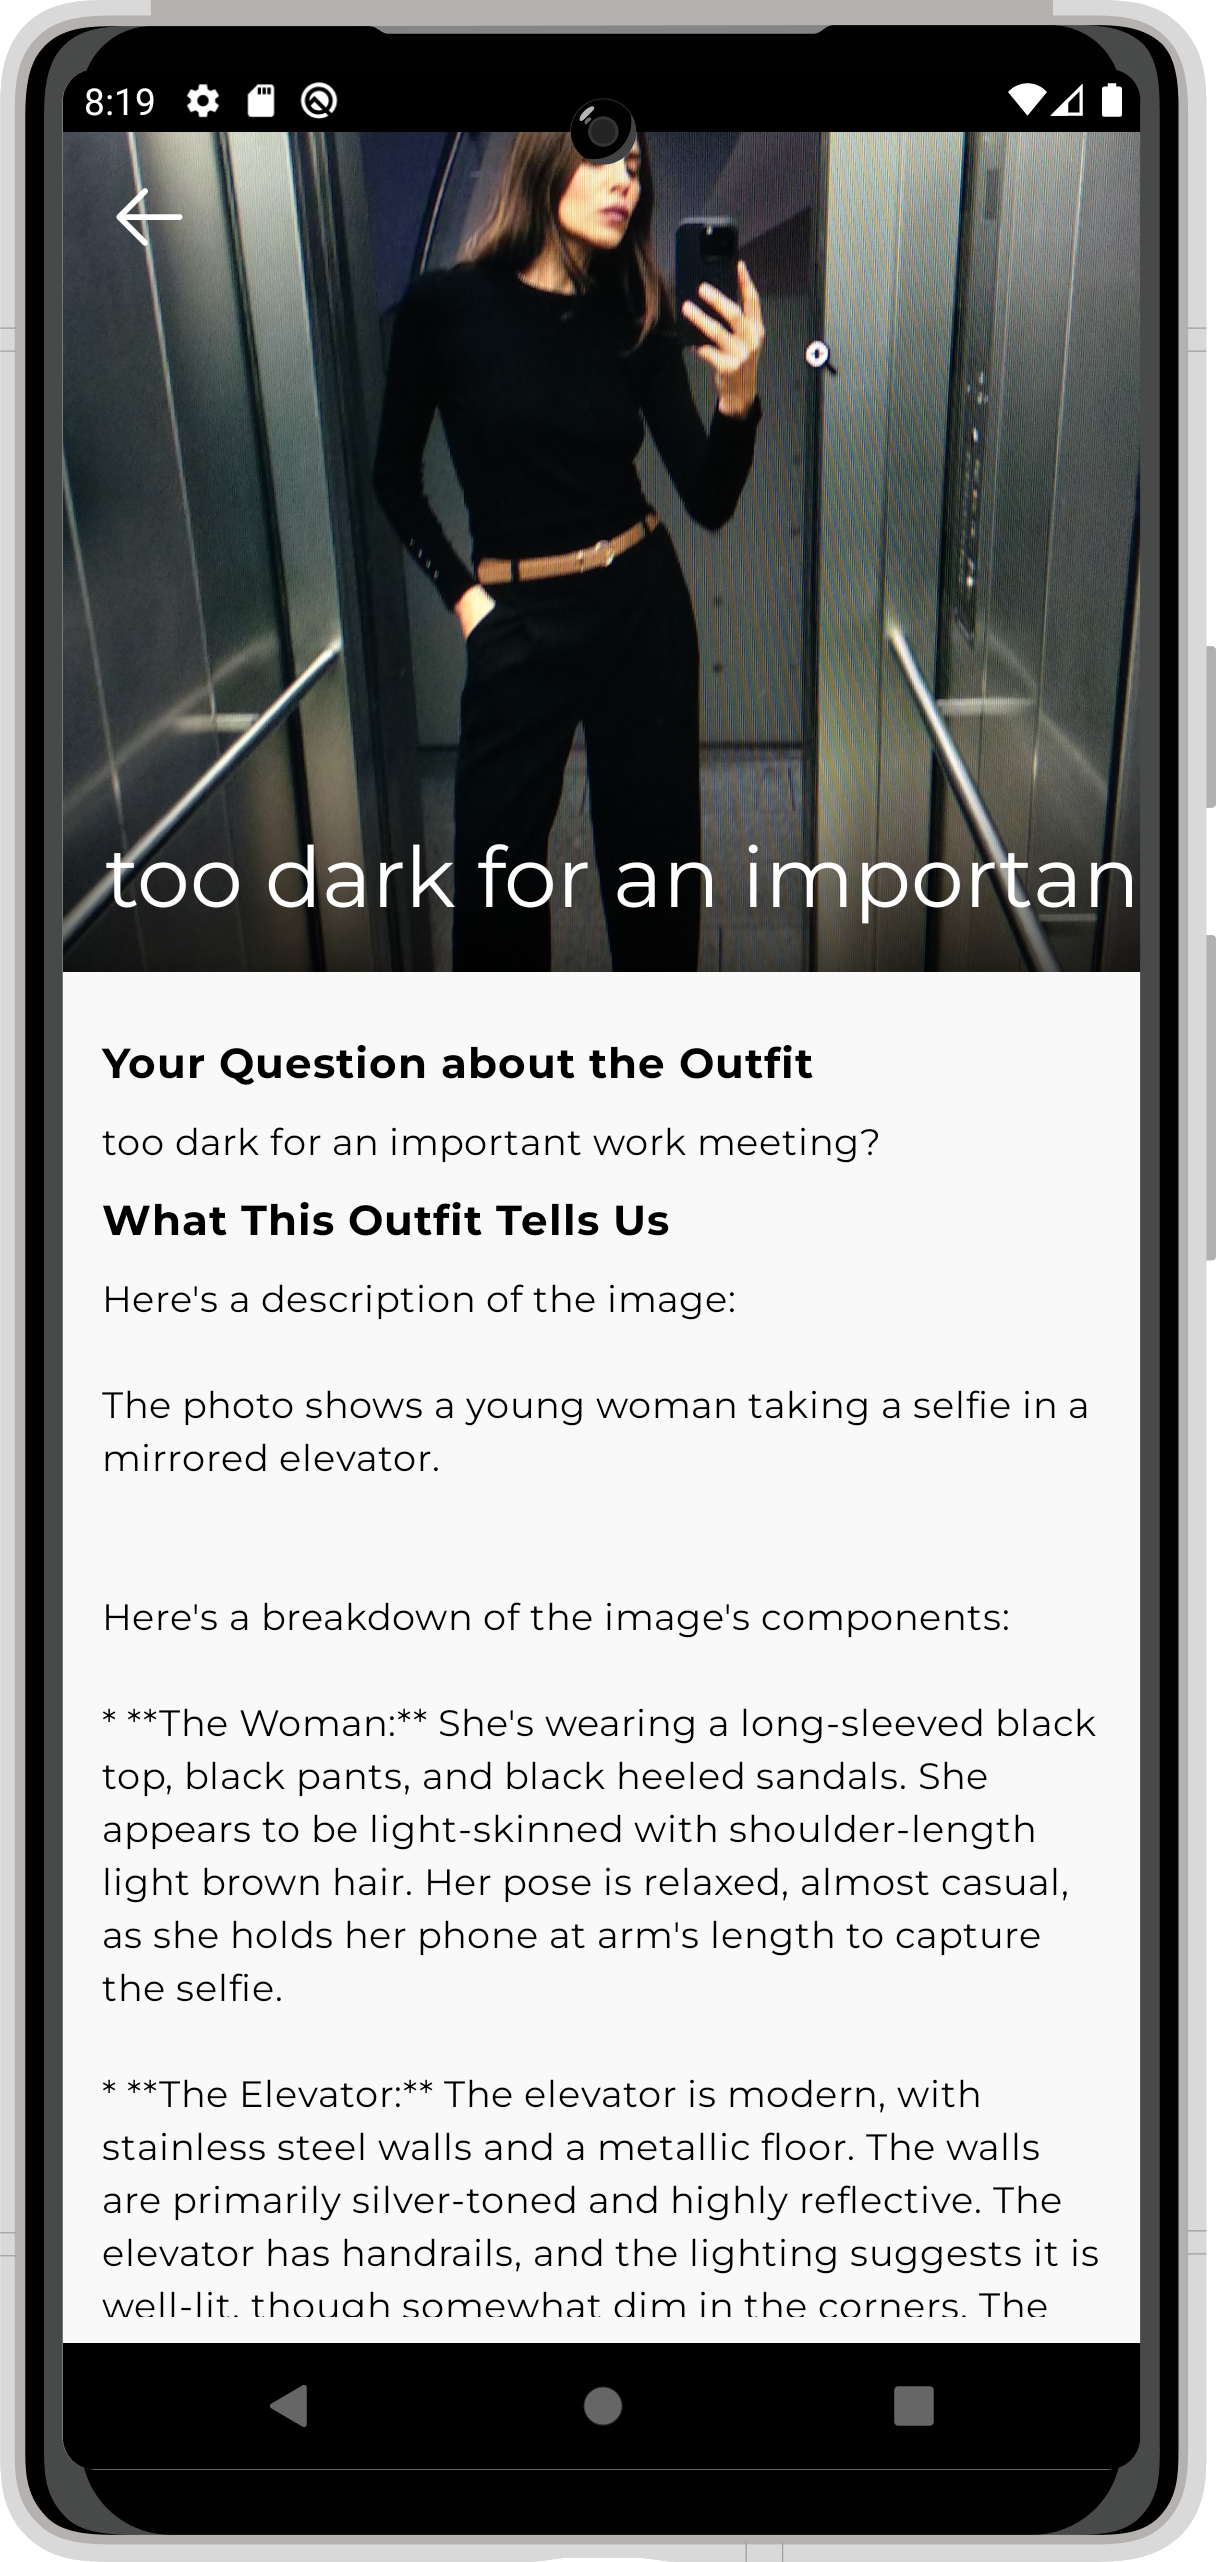 8:19
too dark for an importan
Your Question about the Outfit
too dark for an important work meeting?
What This Outfit Tells Us
Here's a description of the image:
The photo shows a young woman taking a selfie in a
mirrored elevator.
Here's a breakdown of the image's components:
* **The Woman:** She's wearing a long-sleeved black
top, black pants, and black heeled sandals. She
appears to be light-skinned with shoulder-length
light brown hair. Her pose is relaxed, almost casual,
as she holds her phone at arm's length to capture
the selfie.
* **The Elevator:** The elevator is modern, with
stainless steel walls and a metallic floor. The walls
are primarily silver-toned and highly reflective. The
elevator has handrails, and the lighting suggests it is
well-lit, though somewhat dim in the corners. The